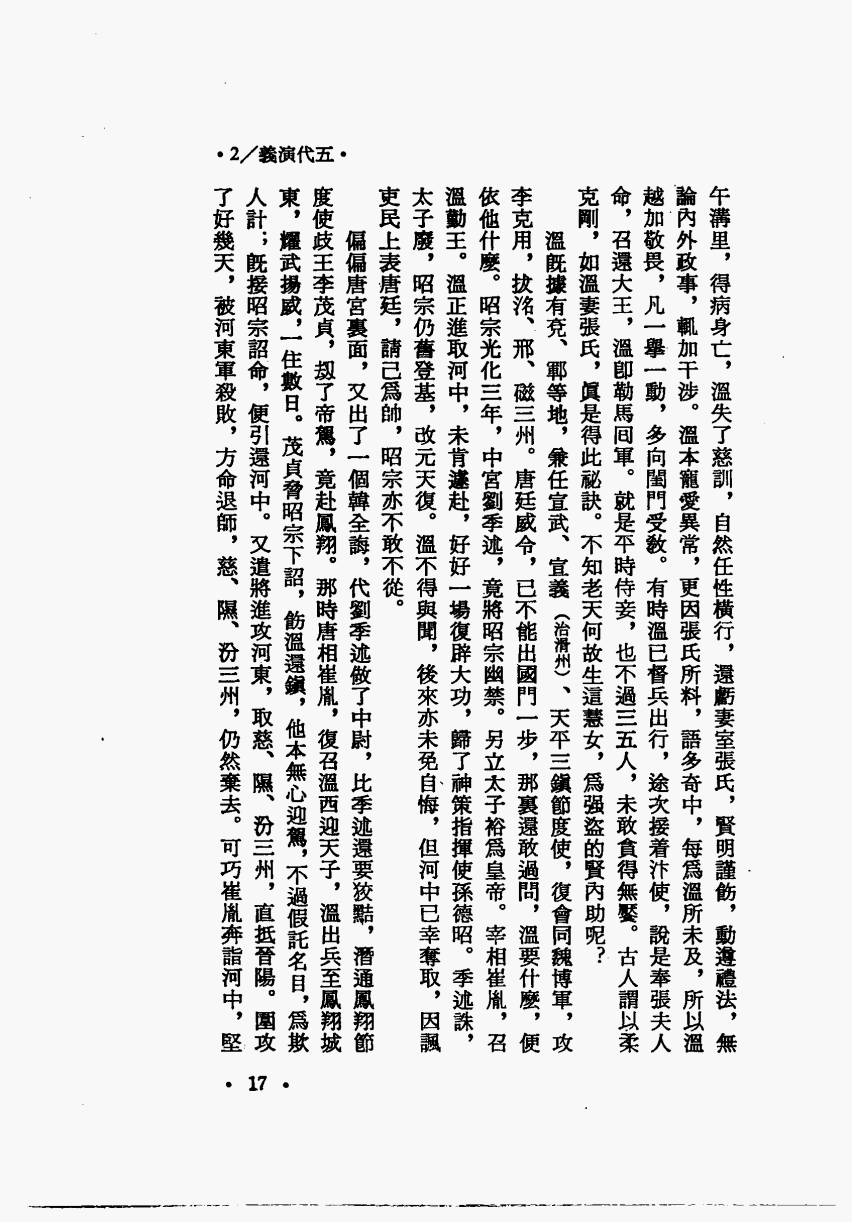 •2／義演代五•
午溝里，得病身亡，溫失了慈訓，自然任性橫行，還虧妻室張氏，賢明謹飭，動遵禮法，無
論內外政事，輒加干涉。溫本寵愛異常，更因張氏所料，語多奇中，每爲溫所未及，所以溫
越加敬畏，凡一舉一動，多向閨門受敎。有時溫已督兵出行，途次接着汴使，說是奉張夫人
命，召還大王，溫卽勒馬囘軍。就是平時侍妾，也不過三五人，未敢貪得無饜。古人謂以柔
克剛，如溫妻張氏，眞是得此祕訣。不知老天何故生這慧女，爲强盜的賢內助呢？
溫旣據有兗、鄆等地，兼任宣武、宣義（治滑州）、天平三鎭節度使，復會同魏博軍，攻
李克用，拔洺、邢、磁三州。唐廷威令，已不能出國門一步，那裏還敢過問，溫要什麼，便
依他什麼。昭宗光化三年，中宮劉季述，竟將昭宗幽禁。另立太子裕爲皇帝。宰相崔胤，召
溫勤王。溫正進取河中，未肯遽赴，好好一場復辟大功，歸了神策指揮使孫德昭。季述誅，
太子廢，昭宗仍舊登基，改元天復。溫不得與聞，後來亦未免自悔，但河中已幸奪取，因諷
吏民上表唐廷，請己爲帥，昭宗亦不敢不從。
偏偏唐宮裏面，又出了一個韓全誨，代劉季述做了中尉，比季述還要狡黠，潛通鳳翔節
度使歧王李茂貞，刼了帝駕，竟赴鳳翔。那時唐相崔胤，復召溫西迎天子，溫出兵至鳳翔城
東，耀武揚威，一住數日。茂貞脅昭宗下詔，飭溫還鎭，他本無心迎駕，不過假託名目，爲欺
人計；旣接昭宗詔命，便引還河中。又遣將進攻河東，取慈、隰、汾三州，直抵晉陽。圍攻
了好幾天，被河東軍殺敗，方命退師，慈、隰、汾三州，仍然棄去。可巧崔胤奔詣河中，堅
• 17 •